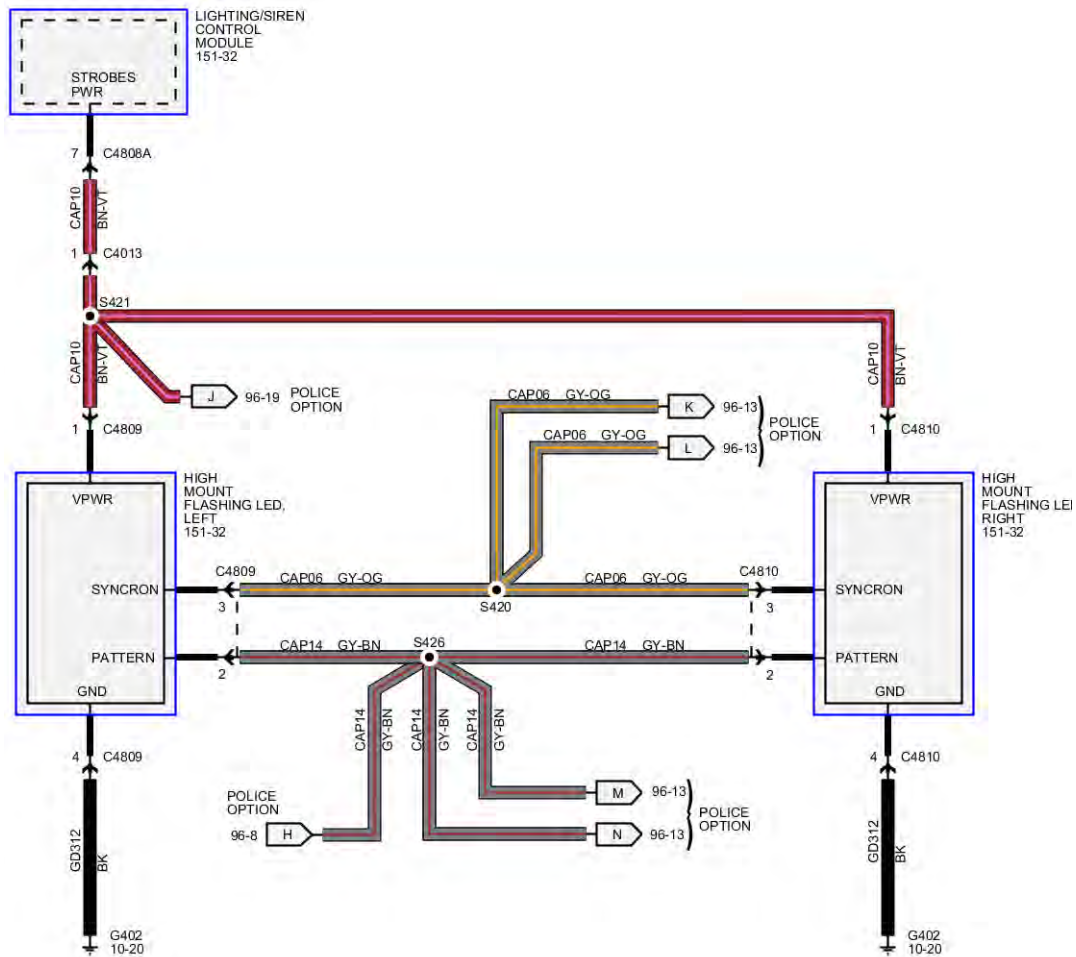 LIGHTING/SIREN
CONTROL
MODULE
151-32
STROBES
PWR
7 C4808A
CAP10
BN-VT
1 C4013
S421
CAP10
BN-VT
J 96-19 POLICE
OPTION
CAP10
BN-VT
CAP06 GY-OG
K 96-13
CAP06 GY-OG
L 96-13
POLICE
OPTION
1 C4809
1 C4810
VPWR
HIGH
MOUNT
FLASHING LED,
LEFT
151-32
VPWR
HIGH
MOUNT
FLASHING LED
RIGHT
151-32
SYNCRON
C4809
3
CAP06 GY-OG
S420
CAP06 GY-OG
C4810
3
SYNCRON
PATTERN
2
CAP14 GY-BN
S426
CAP14 GY-BN
2
PATTERN
GND
GND
CAP14
GY-BN
CAP14
GY-BN
CAP14
GY-BN
4 C4809
4 C4810
M 96-13
N 96-13
POLICE
OPTION
POLICE
OPTION
96-8 H
GD312
BK
GD312
BK
G402
10-20
G402
10-20